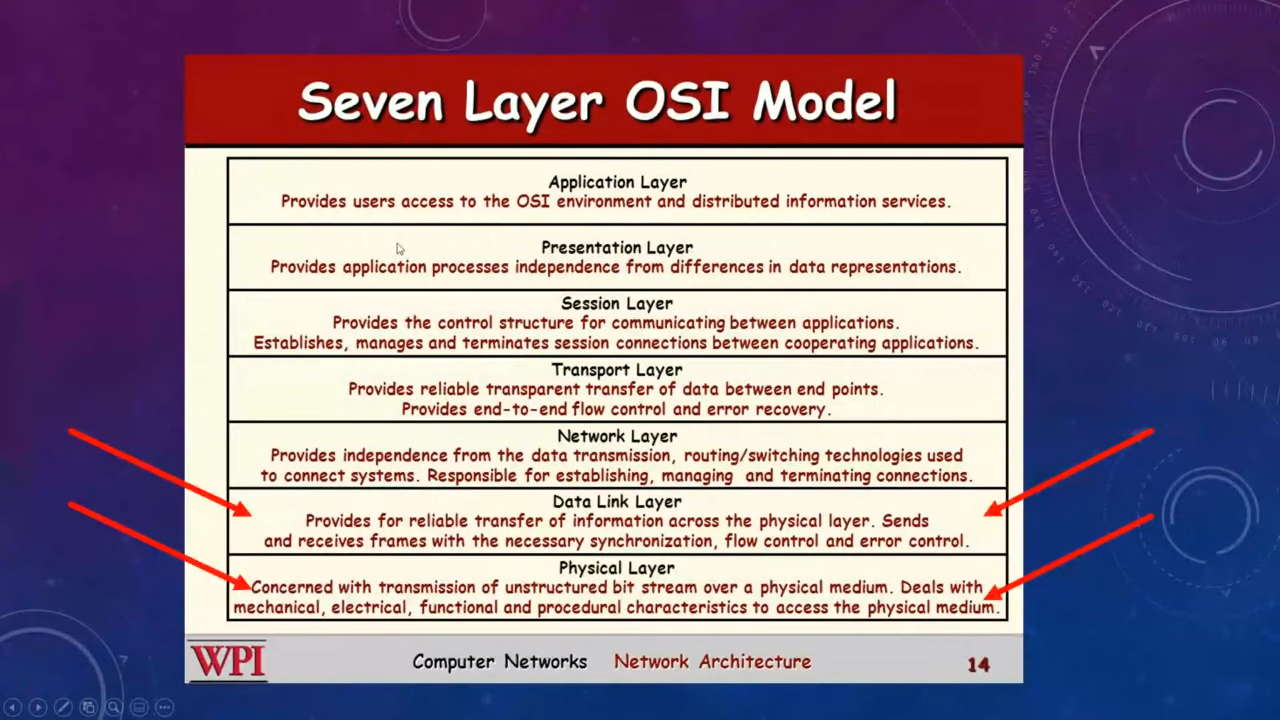 Seven Layer OSI Model
Application Layer
Provides users access to the OSI environment and distributed information services.
Presentation Layer
Provides application processes independence from differences in data representations.
Session Layer
Provides the control structure for communicating between applications.
Establishes, manages and terminates session connections between cooperating applications.
Transport Layer
Provides reliable transparent transfer of data between end points.
Provides end-to-end flow control and error recovery.
Network Layer
Provides independence from the data transmission, routing/switching technologies used
to connect systems. Responsible for establishing, managing and terminating connections.
Data Link Layer
Provides for reliable transfer of information across the physical layer. Sends
and receives frames with the necessary synchronization, flow control and error control.
Physical Layer
Concerned with transmission of unstructured bit stream over a physical medium. Deals with
mechanical, electrical, functional and procedural characteristics to access the physical medium.
WPI
Computer Networks Network Architecture
14